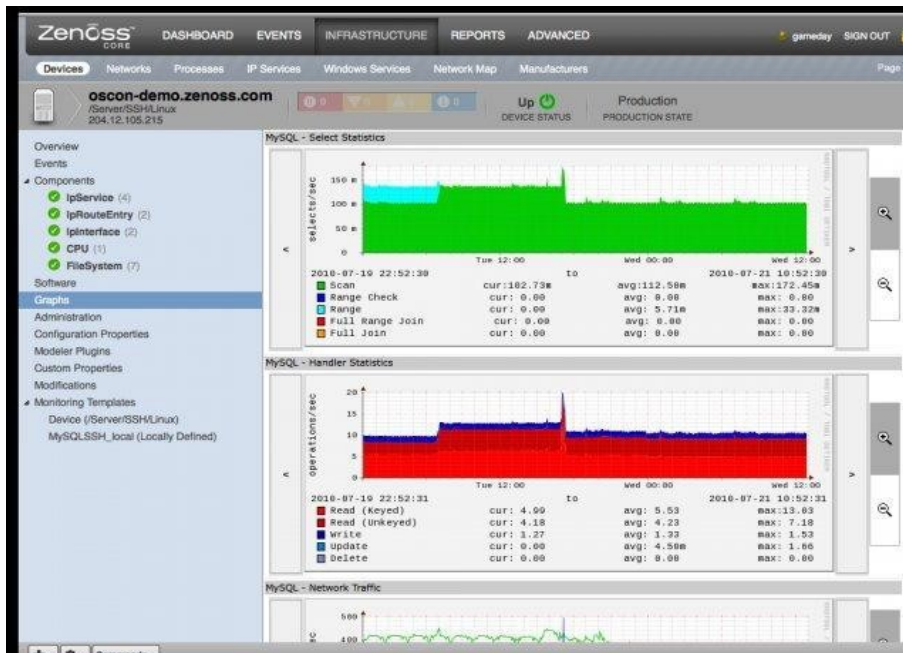 Zenoss CORE
DASHBOARD EVENTS INFRASTRUCTURE REPORTS ADVANCED gameday SIGN OUT
Devices Networks Processes IP Services Windows Services Network Map Manufacturers Page
oscon-demo.zenoss.com
/Server/SSH/Linux
204.12.105.215
0 0 0
Up
DEVICE STATUS
Production
PRODUCTION STATE
Overview
Events
Components
IpService (4)
IpRouteEntry (2)
IpInterface (2)
CPU (1)
FileSystem (7)
Software
Graphs
Administration
Configuration Properties
Modeler Plugins
Custom Properties
Modifications
Monitoring Templates
Device (/Server/SSH/Linux)
MySQLSSH_local (Locally Defined)
MySQL - Select Statistics
selects/sec
150 m
100 m
50 m
0
Tue 12:00 Wed 00:00 Wed 12:00
2010-07-19 22:52:30 to 2010-07-21 10:52:30
Scan cur:102.73m avg:112.50m max:172.45m
Range Check cur: 0.00 avg: 0.00 max: 0.00
Range cur: 0.00 avg: 5.71m max:33.32m
Full Range Join cur: 0.00 avg: 0.00 max: 0.00
Full Join cur: 0.00 avg: 0.00 max: 0.00
MySQL - Handler Statistics
operations/sec
20
15
10
5
0
Tue 12:00 Wed 00:00 Wed 12:00
2010-07-19 22:52:31 to 2010-07-21 10:52:31
Read (Keyed) cur: 4.99 avg: 5.53 max:13.03
Read (Unkeyed) cur: 4.18 avg: 4.23 max: 7.18
Write cur: 1.27 avg: 1.33 max: 1.53
Update cur: 0.00 avg: 4.50m max: 1.66
Delete cur: 0.00 avg: 0.00 max: 0.00
MySQL - Network Traffic
500
400